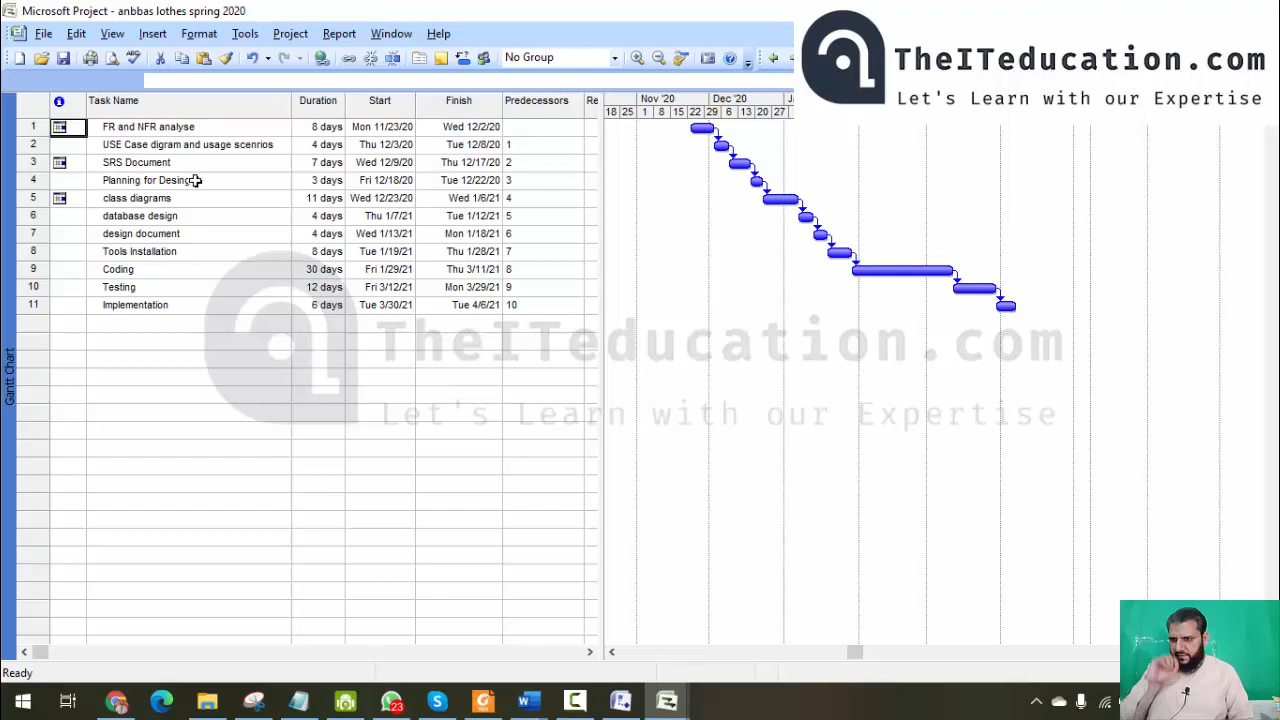 Microsoft Project - anbbas lothes spring 2020
File Edit View Insert Format Tools Project Report Window Help
No Group
TheITeducation.com
Let's Learn with our Expertise
Task Name Duration Start Finish Predecessors Re
Nov '20 Dec '20
18 25 1 8 15 22 29 6 13 20 27 3
1 FR and NFR analyse 8 days Mon 11/23/20 Wed 12/2/20
2 USE Case digram and usage scenrios 4 days Thu 12/3/20 Tue 12/8/20 1
3 SRS Document 7 days Wed 12/9/20 Thu 12/17/20 2
4 Planning for Desing 3 days Fri 12/18/20 Tue 12/22/20 3
5 class diagrams 11 days Wed 12/23/20 Wed 1/6/21 4
6 database design 4 days Thu 1/7/21 Tue 1/12/21 5
7 design document 4 days Wed 1/13/21 Mon 1/18/21 6
8 Tools Installation 8 days Tue 1/19/21 Thu 1/28/21 7
9 Coding 30 days Fri 1/29/21 Thu 3/11/21 8
10 Testing 12 days Fri 3/12/21 Mon 3/29/21 9
11 Implementation 6 days Tue 3/30/21 Tue 4/6/21 10
TheITeducation.com
Let's Learn with our Expertise
Gantt Chart
Ready
23